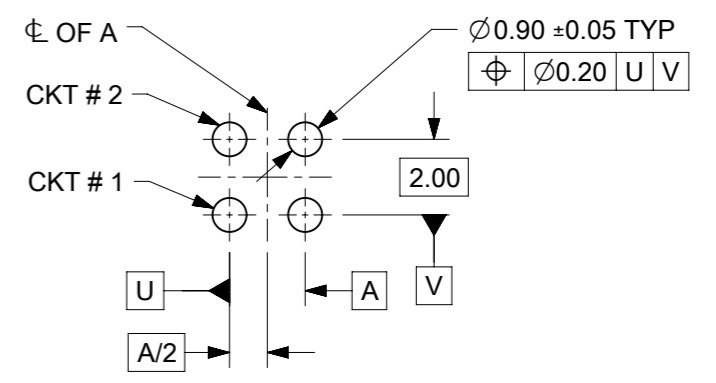 ℄ OF A
⌀0.90 ±0.05 TYP
⌖ ⌀0.20 U V
CKT # 2
CKT # 1
2.00
U
A
V
A/2